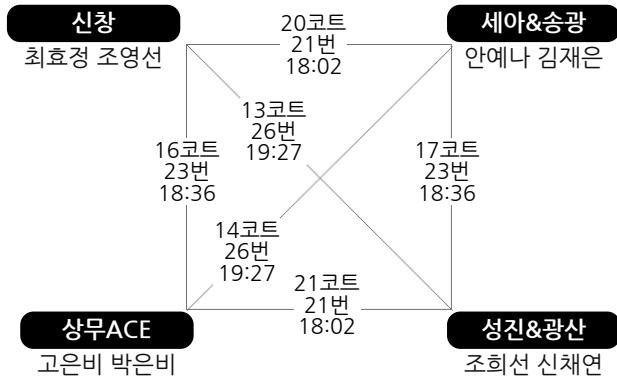 신창
최효정 조영선
세아&송광
안예나 김재은
20코트
21번
18:02
13코트
26번
19:27
16코트
23번
18:36
17코트
23번
18:36
14코트
26번
19:27
21코트
21번
18:02
상무ACE
고은비 박은비
성진&광산
조희선 신채연